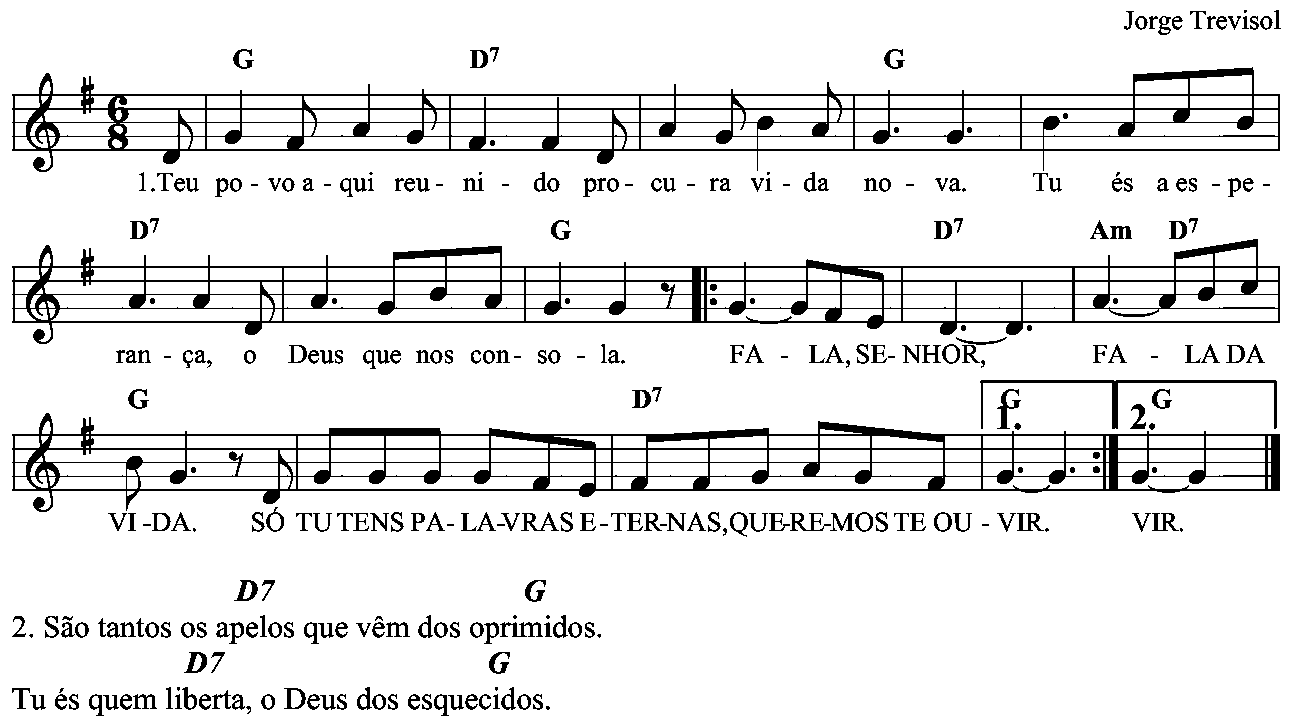 Jorge Trevisol
G D7 G
6
8
1.Teu po - vo a - qui reu - ni - do pro - cu - ra vi - da no - va. Tu és a es - pe -
D7 G D7 Am D7
ran - ça, o Deus que nos con - so - la. FA - LA, SE - NHOR, FA - LA DA
G D7 G G
1. 2.
VI - DA. SÓ TU TENS PA - LA - VRAS E - TER - NAS, QUE - RE - MOS TE OU - VIR. VIR.
D7 G
2. São tantos os apelos que vêm dos oprimidos.
D7 G
Tu és quem liberta, o Deus dos esquecidos.